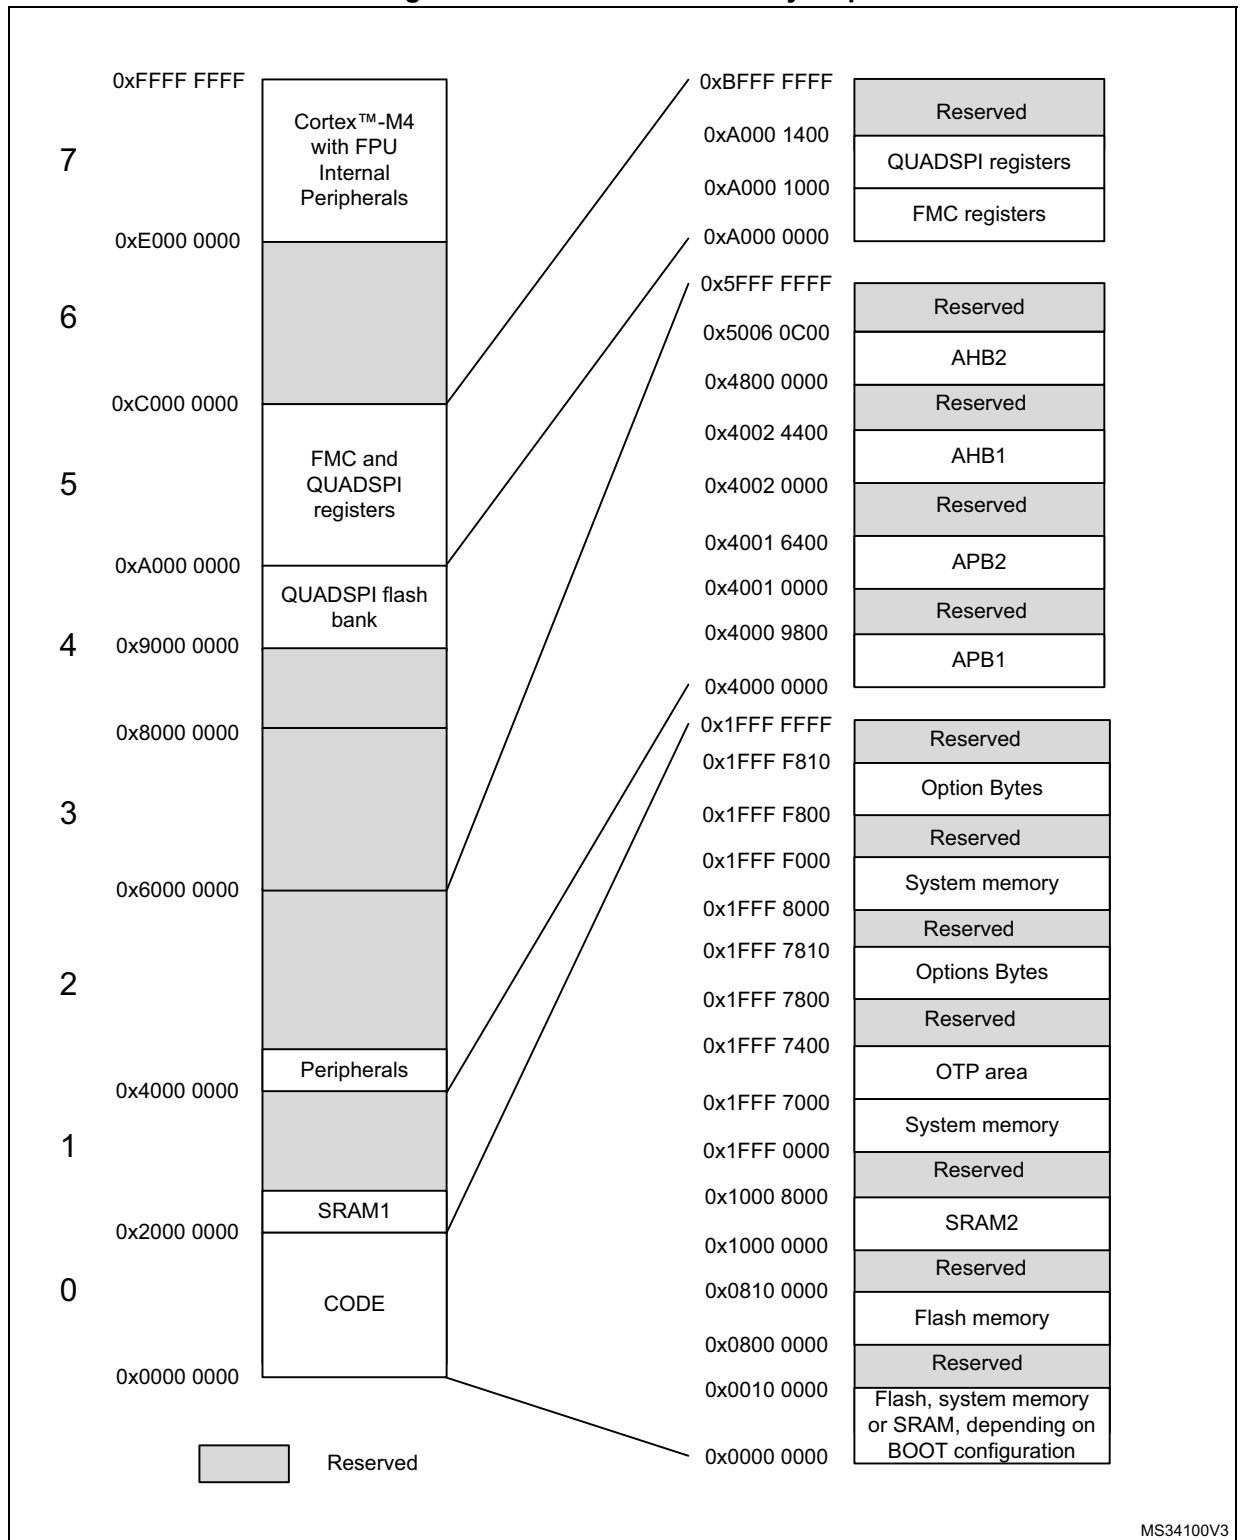 0xFFFF FFFF
Cortex™-M4
with FPU
Internal
Peripherals
7
0xE000 0000
6
0xC000 0000
FMC and
QUADSPI
registers
5
0xA000 0000
QUADSPI flash
bank
4
0x9000 0000
0x8000 0000
3
0x6000 0000
2
Peripherals
0x4000 0000
1
SRAM1
0x2000 0000
0
CODE
0x0000 0000
Reserved
0xBFFF FFFF
Reserved
0xA000 1400
QUADSPI registers
0xA000 1000
FMC registers
0xA000 0000
0x5FFF FFFF
Reserved
0x5006 0C00
AHB2
0x4800 0000
Reserved
0x4002 4400
AHB1
0x4002 0000
Reserved
0x4001 6400
APB2
0x4001 0000
Reserved
0x4000 9800
APB1
0x4000 0000
0x1FFF FFFF
Reserved
0x1FFF F810
Option Bytes
0x1FFF F800
Reserved
0x1FFF F000
System memory
0x1FFF 8000
Reserved
0x1FFF 7810
Options Bytes
0x1FFF 7800
Reserved
0x1FFF 7400
OTP area
0x1FFF 7000
System memory
0x1FFF 0000
Reserved
0x1000 8000
SRAM2
0x1000 0000
Reserved
0x0810 0000
Flash memory
0x0800 0000
Reserved
0x0010 0000
Flash, system memory
or SRAM, depending on
BOOT configuration
0x0000 0000
MS34100V3